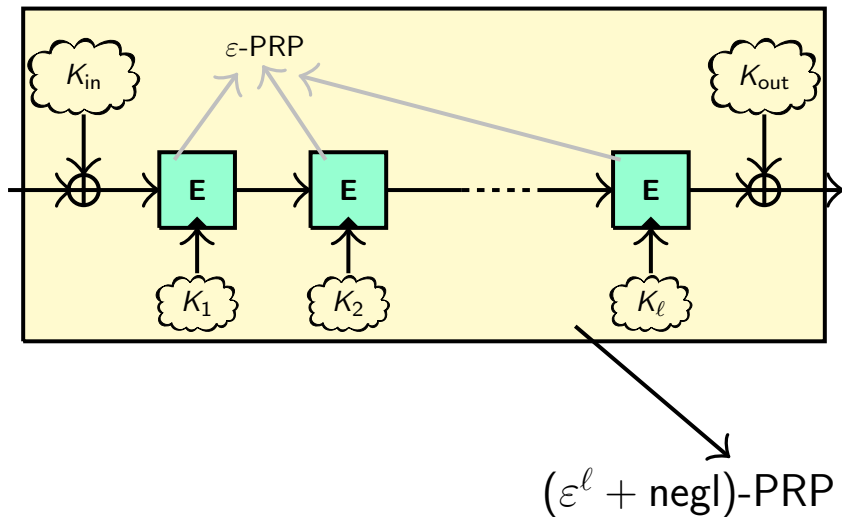 ε-PRP
K_in
K_out
E E E
K_1 K_2 K_ℓ
(ε^ℓ + negl)-PRP